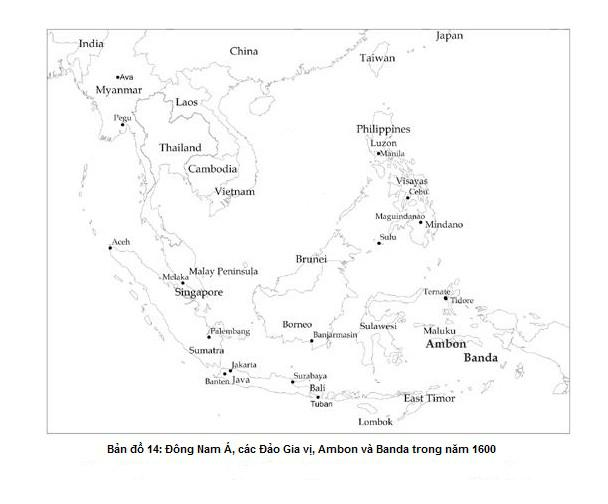 Japan
India
China
Taiwan
Ava
Myanmar
Laos
Pegu
Philippines
Luzon
Thailand
Manila
Cambodia
Visayas
Vietnam
Cebu
Maguindanao
Mindano
Aceh
Sulu
Brunei
Malay Peninsula
Melaka
Singapore
Ternate
Tidore
Borneo
Sulawesi
Maluku
Palembang
Banjarmasin
Ambon
Sumatra
Banda
Jakarta
Banten
Java
Surabaya
Bali
East Timor
Tuban
Lombok
Bản đồ 14: Đông Nam Á, các Đảo Gia vị, Ambon và Banda trong năm 1600